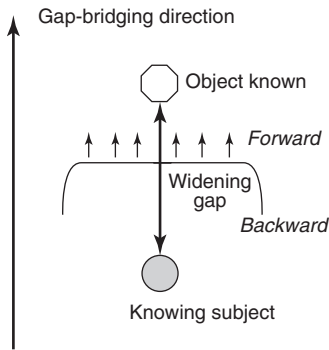 Gap-bridging direction
Object known
Forward
Widening
gap
Backward
Knowing subject